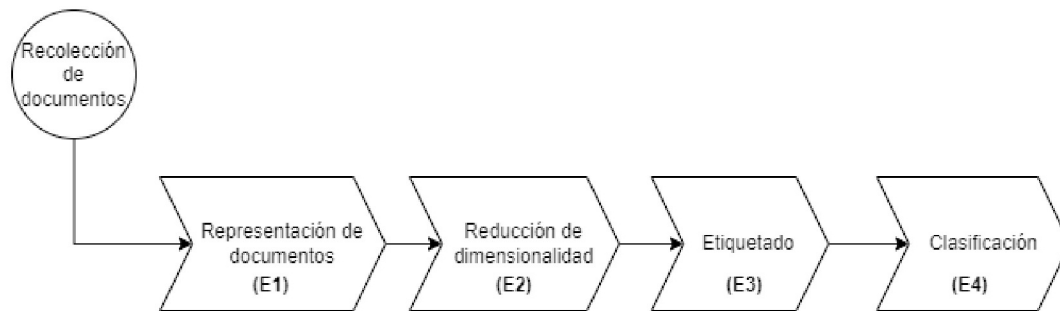 Recolección
de
documentos
Representación de
documentos
(E1)
Reducción de
dimensionalidad
(E2)
Etiquetado
(E3)
Clasificación
(E4)